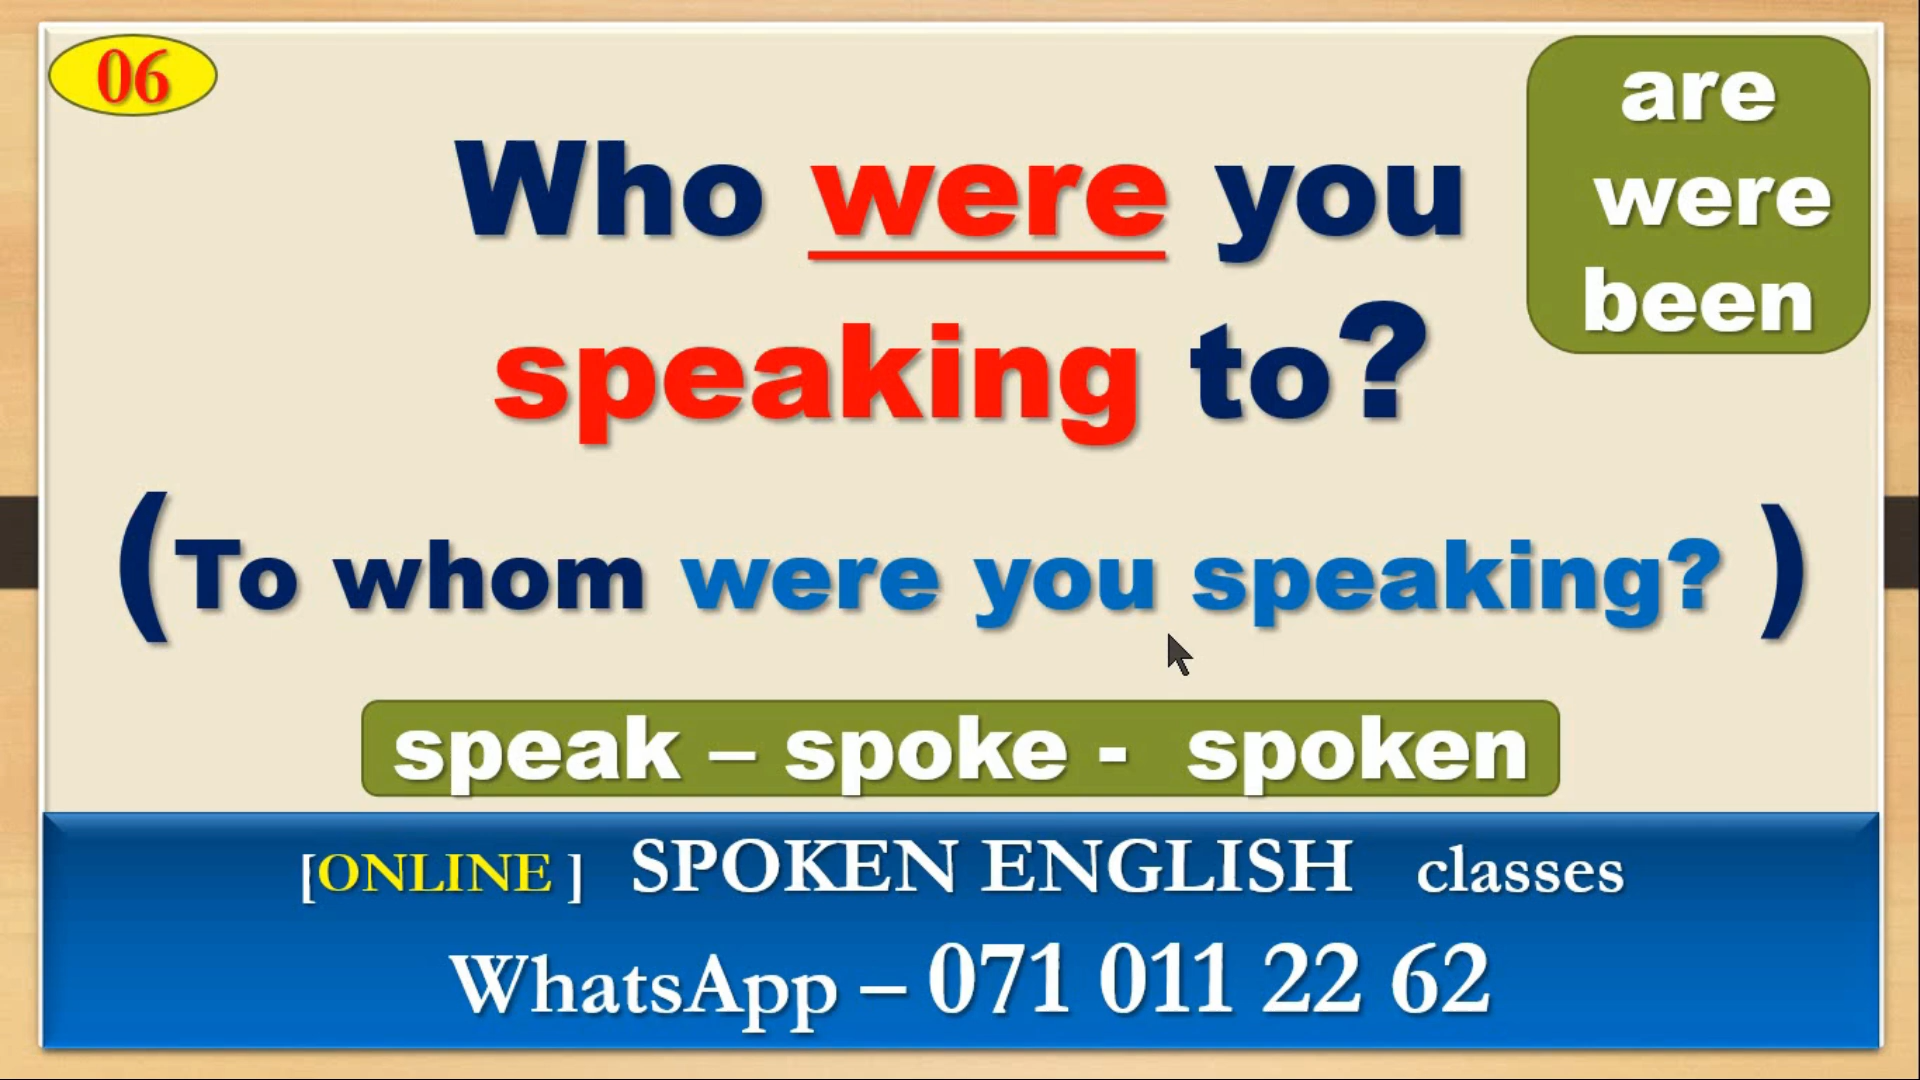 06
Who were you
speaking to?
(To whom were you speaking? )
are
were
been
speak – spoke - spoken
[ONLINE ] SPOKEN ENGLISH classes
WhatsApp – 071 011 22 62